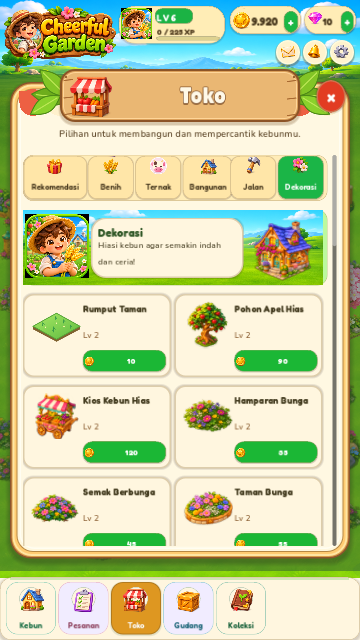 Cheerful
Garden
LV 6
0 / 225 XP
9.920
10
Toko
Pilihan untuk membangun dan mempercantik kebunmu.
Rekomendasi
Benih
Ternak
Bangunan
Jalan
Dekorasi
Dekorasi
Hiasi kebun agar semakin indah
dan ceria!
Rumput Taman
Lv 2
10
Pohon Apel Hias
Lv 2
90
Kios Kebun Hias
Lv 2
120
Hamparan Bunga
Lv 2
Semak Berbunga
Lv 2
45
Taman Bunga
Lv 2
Kebun
Pesanan
Toko
Gudang
Koleksi